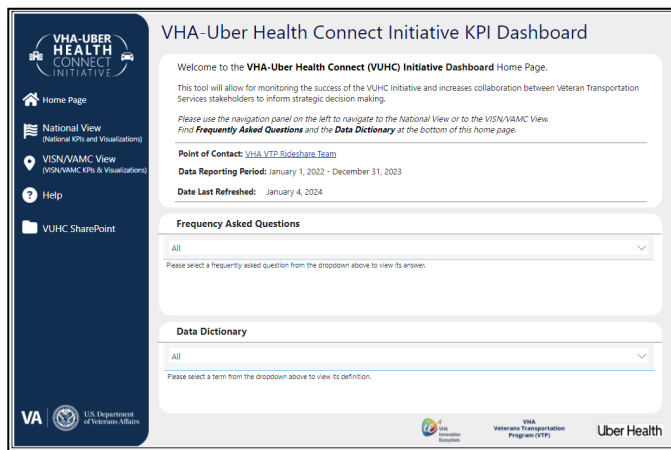 VHA-UBER
HEALTH
CONNECT
INITIATIVE
Home Page
National View
(National KPIs and Visualizations)
VISN/VAMC View
(VISN/VAMC KPIs & Visualizations)
Help
VUHC SharePoint
VA
U.S. Department
of Veterans Affairs
VHA-Uber Health Connect Initiative KPI Dashboard
Welcome to the VHA-Uber Health Connect (VUHC) Initiative Dashboard Home Page.
This tool will allow for monitoring the success of the VUHC Initiative and increases collaboration between Veteran Transportation
Services stakeholders to inform strategic decision making.
Please use the navigation panel on the left to navigate to the National View or to the VISN/VAMC View.
Find Frequently Asked Questions and the Data Dictionary at the bottom of this home page.
Point of Contact: VHA VTP Rideshare Team
Data Reporting Period: January 1, 2022 - December 31, 2023
Date Last Refreshed: January 4, 2024
Frequency Asked Questions
All
Please select a frequently asked question from the dropdown above to view its answer.
Data Dictionary
All
Please select a term from the dropdown above to view its definition.
VHA
Innovation
Ecosystem
VHA
Veterans Transportation
Program (VTP)
Uber Health